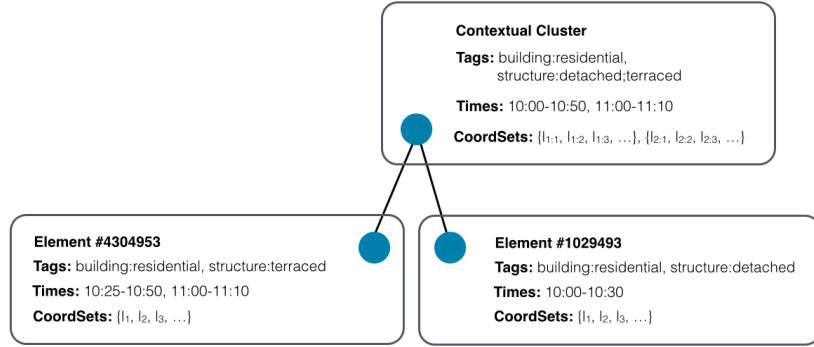 Contextual Cluster
Tags: building:residential,
structure:detached;terraced
Times: 10:00-10:50, 11:00-11:10
CoordSets: {l₁:₁, l₁:₂, l₁:₃, …}, {l₂:₁, l₂:₂, l₂:₃, …}
Element #4304953
Tags: building:residential, structure:terraced
Times: 10:25-10:50, 11:00-11:10
CoordSets: {l₁, l₂, l₃, …}
Element #1029493
Tags: building:residential, structure:detached
Times: 10:00-10:30
CoordSets: {l₁, l₂, l₃, …}